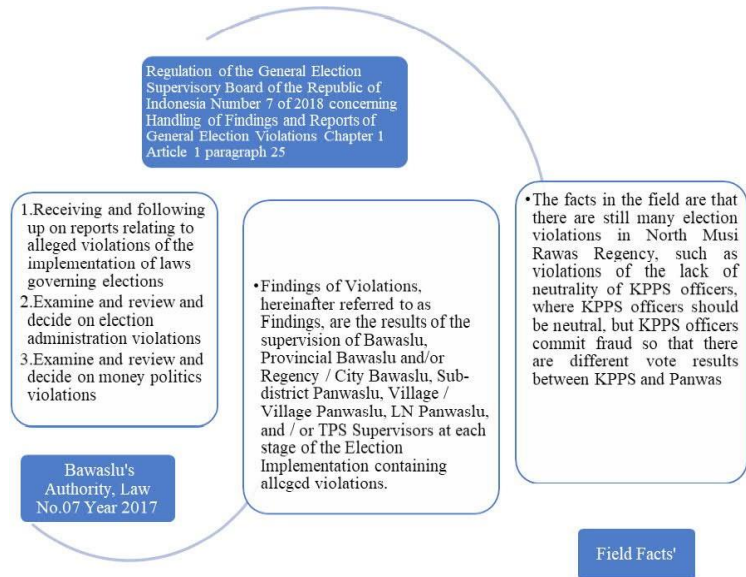 Regulation of the General Election
Supervisory Board of the Republic of
Indonesia Number 7 of 2018 concerning
Handling of Findings and Reports of
General Election Violations Chapter 1
Article 1 paragraph 25
1.Receiving and following
up on reports relating to
alleged violations of the
implementation of laws
governing elections
2.Examine and review and
decide on election
administration violations
3.Examine and review and
decide on money politics
violations
Bawaslu's
Authority, Law
No.07 Year 2017
•Findings of Violations,
hereinafter referred to as
Findings, are the results of the
supervision of Bawaslu,
Provincial Bawaslu and/or
Regency / City Bawaslu, Sub-
district Panwaslu, Village /
Village Panwaslu, LN Panwaslu,
and / or TPS Supervisors at each
stage of the Election
Implementation containing
alleged violations.
•The facts in the field are that
there are still many election
violations in North Musi
Rawas Regency, such as
violations of the lack of
neutrality of KPPS officers,
where KPPS officers should
be neutral, but KPPS officers
commit fraud so that there
are different vote results
between KPPS and Panwas
Field Facts'